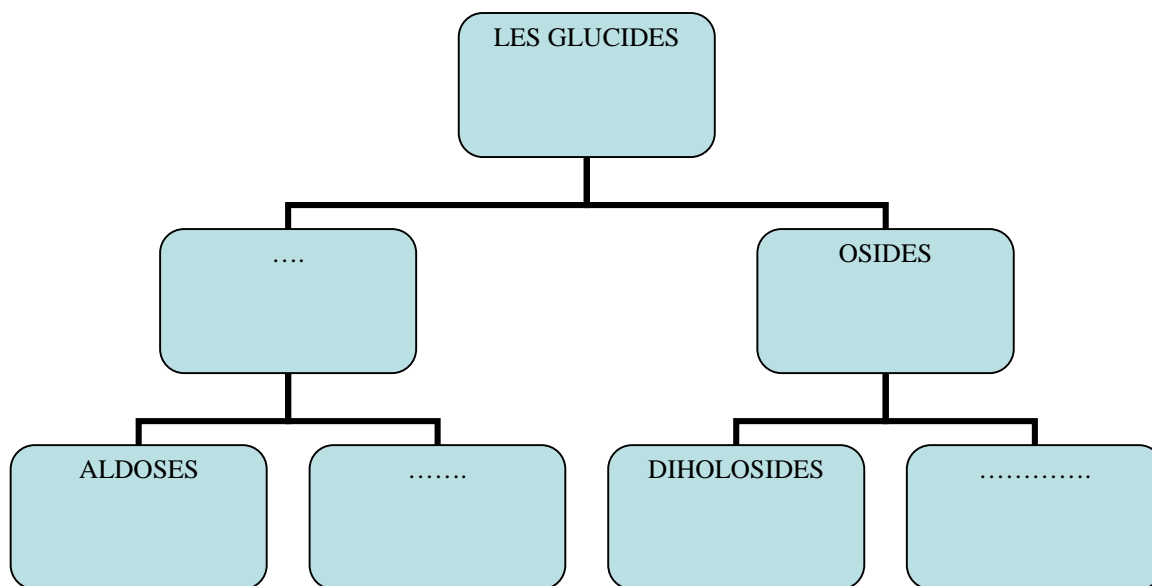 LES GLUCIDES
….
OSIDES
ALDOSES
…….
DIHOLOSIDES
………….